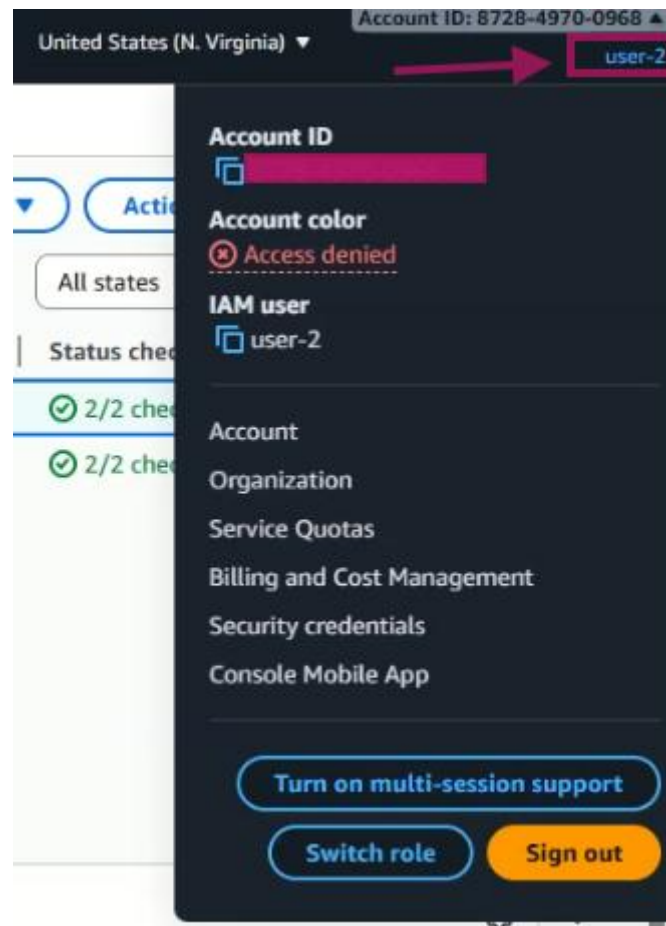 Account ID: 8728-4970-0968 ▲
United States (N. Virginia) ▼
user-2
Account ID
Account color
Access denied
IAM user
user-2
Account
Organization
Service Quotas
Billing and Cost Management
Security credentials
Console Mobile App
Turn on multi-session support
Switch role
Sign out
▼
Actio
All states
Status chec
2/2 chec
2/2 chec